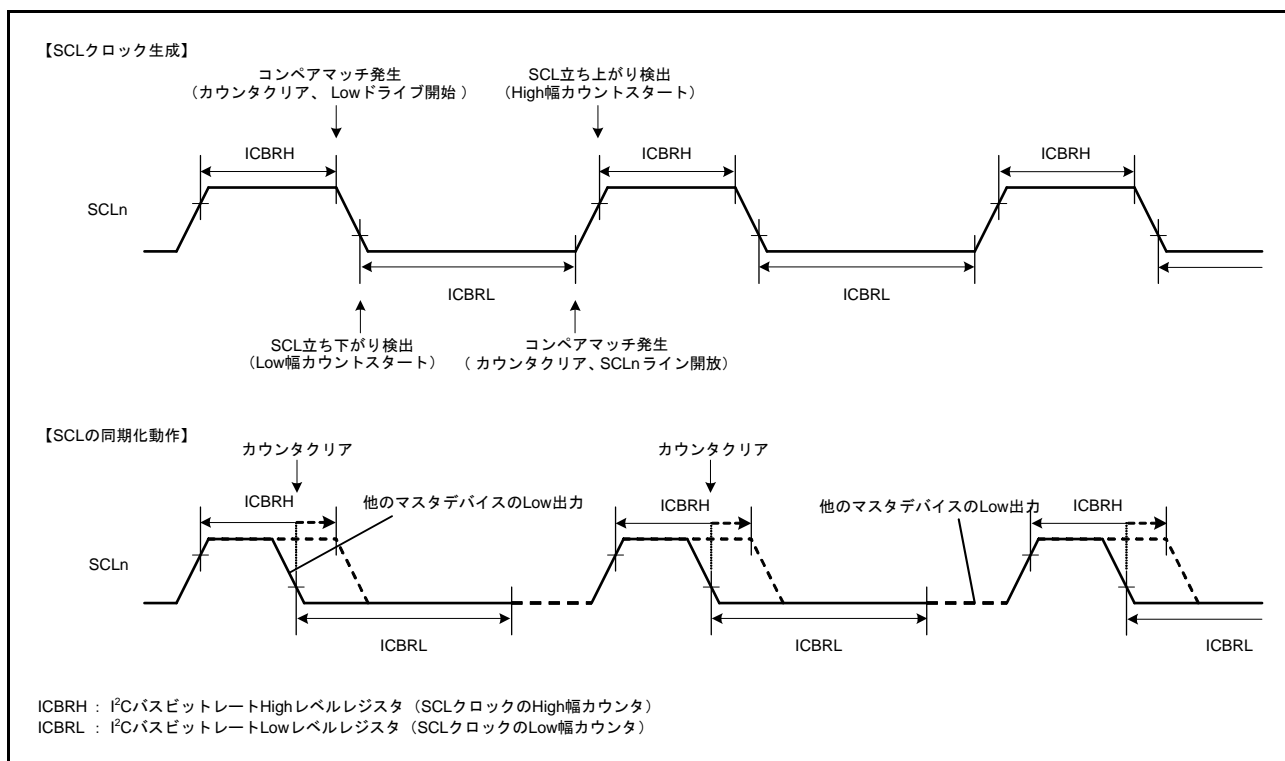 【SCLクロック生成】
コンペアマッチ発生
(カウンタクリア、 Lowドライブ開始 )
SCL立ち上がり検出
(High幅カウントスタート)
ICBRH
ICBRH
ICBRH
SCLn
ICBRL
ICBRL
SCL立ち下がり検出
(Low幅カウントスタート)
コンペアマッチ発生
( カウンタクリア、SCLnライン開放)
【SCLの同期化動作】
カウンタクリア
カウンタクリア
ICBRH
他のマスタデバイスのLow出力
ICBRH
他のマスタデバイスのLow出力
ICBRH
SCLn
ICBRL
ICBRL
ICBRL
ICBRH : I²CバスビットレートHighレベルレジスタ (SCLクロックのHigh幅カウンタ)
ICBRL : I²CバスビットレートLowレベルレジスタ (SCLクロックのLow幅カウンタ)